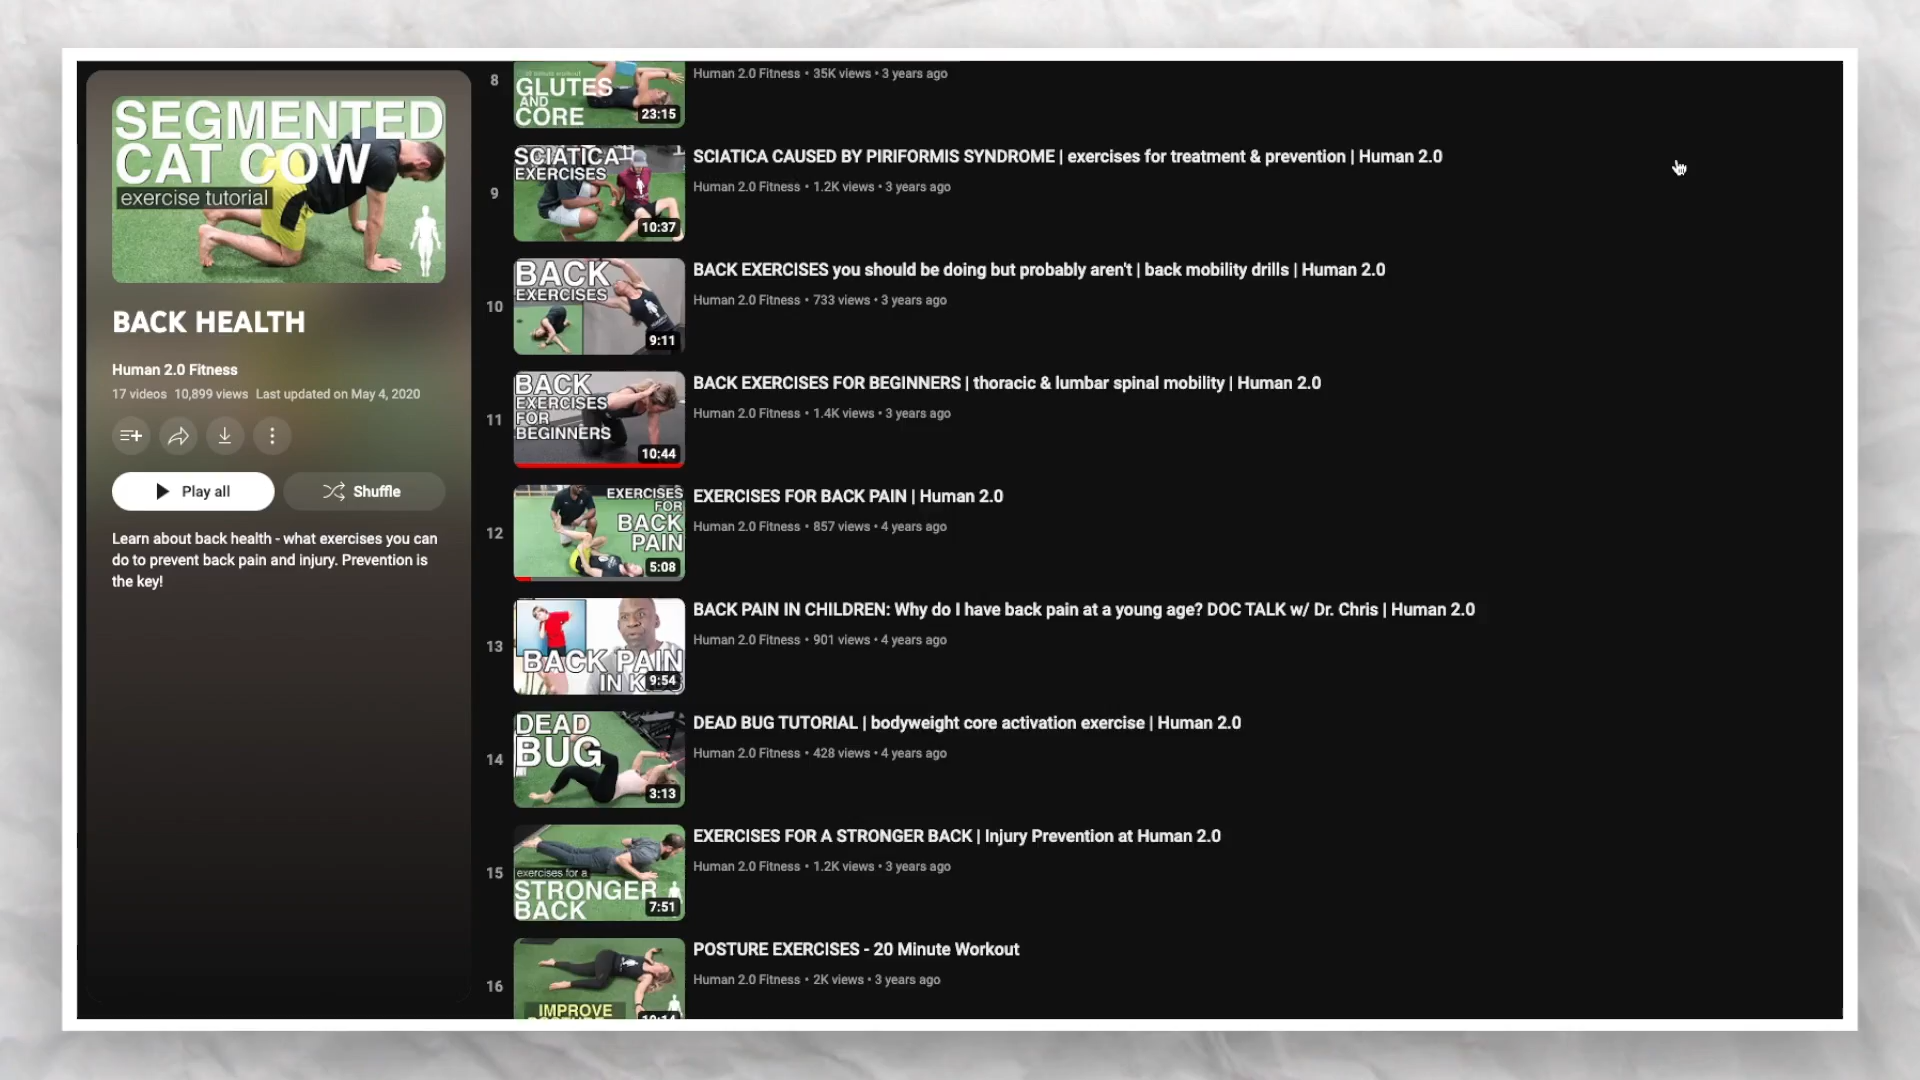 SEGMENTED
CAT COW
exercise tutorial
BACK HEALTH
Human 2.0 Fitness
17 videos 10,899 views Last updated on May 4, 2020
Play all
Shuffle
Learn about back health - what exercises you can
do to prevent back pain and injury. Prevention is
the key!
8
GLUTES
AND
CORE
23:15
Human 2.0 Fitness • 35K views • 3 years ago
9
SCIATICA
EXERCISES
10:37
SCIATICA CAUSED BY PIRIFORMIS SYNDROME | exercises for treatment & prevention | Human 2.0
Human 2.0 Fitness • 1.2K views • 3 years ago
10
BACK
EXERCISES
9:11
BACK EXERCISES you should be doing but probably aren't | back mobility drills | Human 2.0
Human 2.0 Fitness • 733 views • 3 years ago
11
BACK
EXERCISES
FOR
BEGINNERS
10:44
BACK EXERCISES FOR BEGINNERS | thoracic & lumbar spinal mobility | Human 2.0
Human 2.0 Fitness • 1.4K views • 3 years ago
12
EXERCISES
FOR
BACK
PAIN
5:08
EXERCISES FOR BACK PAIN | Human 2.0
Human 2.0 Fitness • 857 views • 4 years ago
13
BACK PAIN
IN
9:54
BACK PAIN IN CHILDREN: Why do I have back pain at a young age? DOC TALK w/ Dr. Chris | Human 2.0
Human 2.0 Fitness • 901 views • 4 years ago
14
DEAD
BUG
3:13
DEAD BUG TUTORIAL | bodyweight core activation exercise | Human 2.0
Human 2.0 Fitness • 428 views • 4 years ago
15
exercises for a
STRONGER
BACK
7:51
EXERCISES FOR A STRONGER BACK | Injury Prevention at Human 2.0
Human 2.0 Fitness • 1.2K views • 3 years ago
16
IMPROVE
POSTURE EXERCISES - 20 Minute Workout
Human 2.0 Fitness • 2K views • 3 years ago